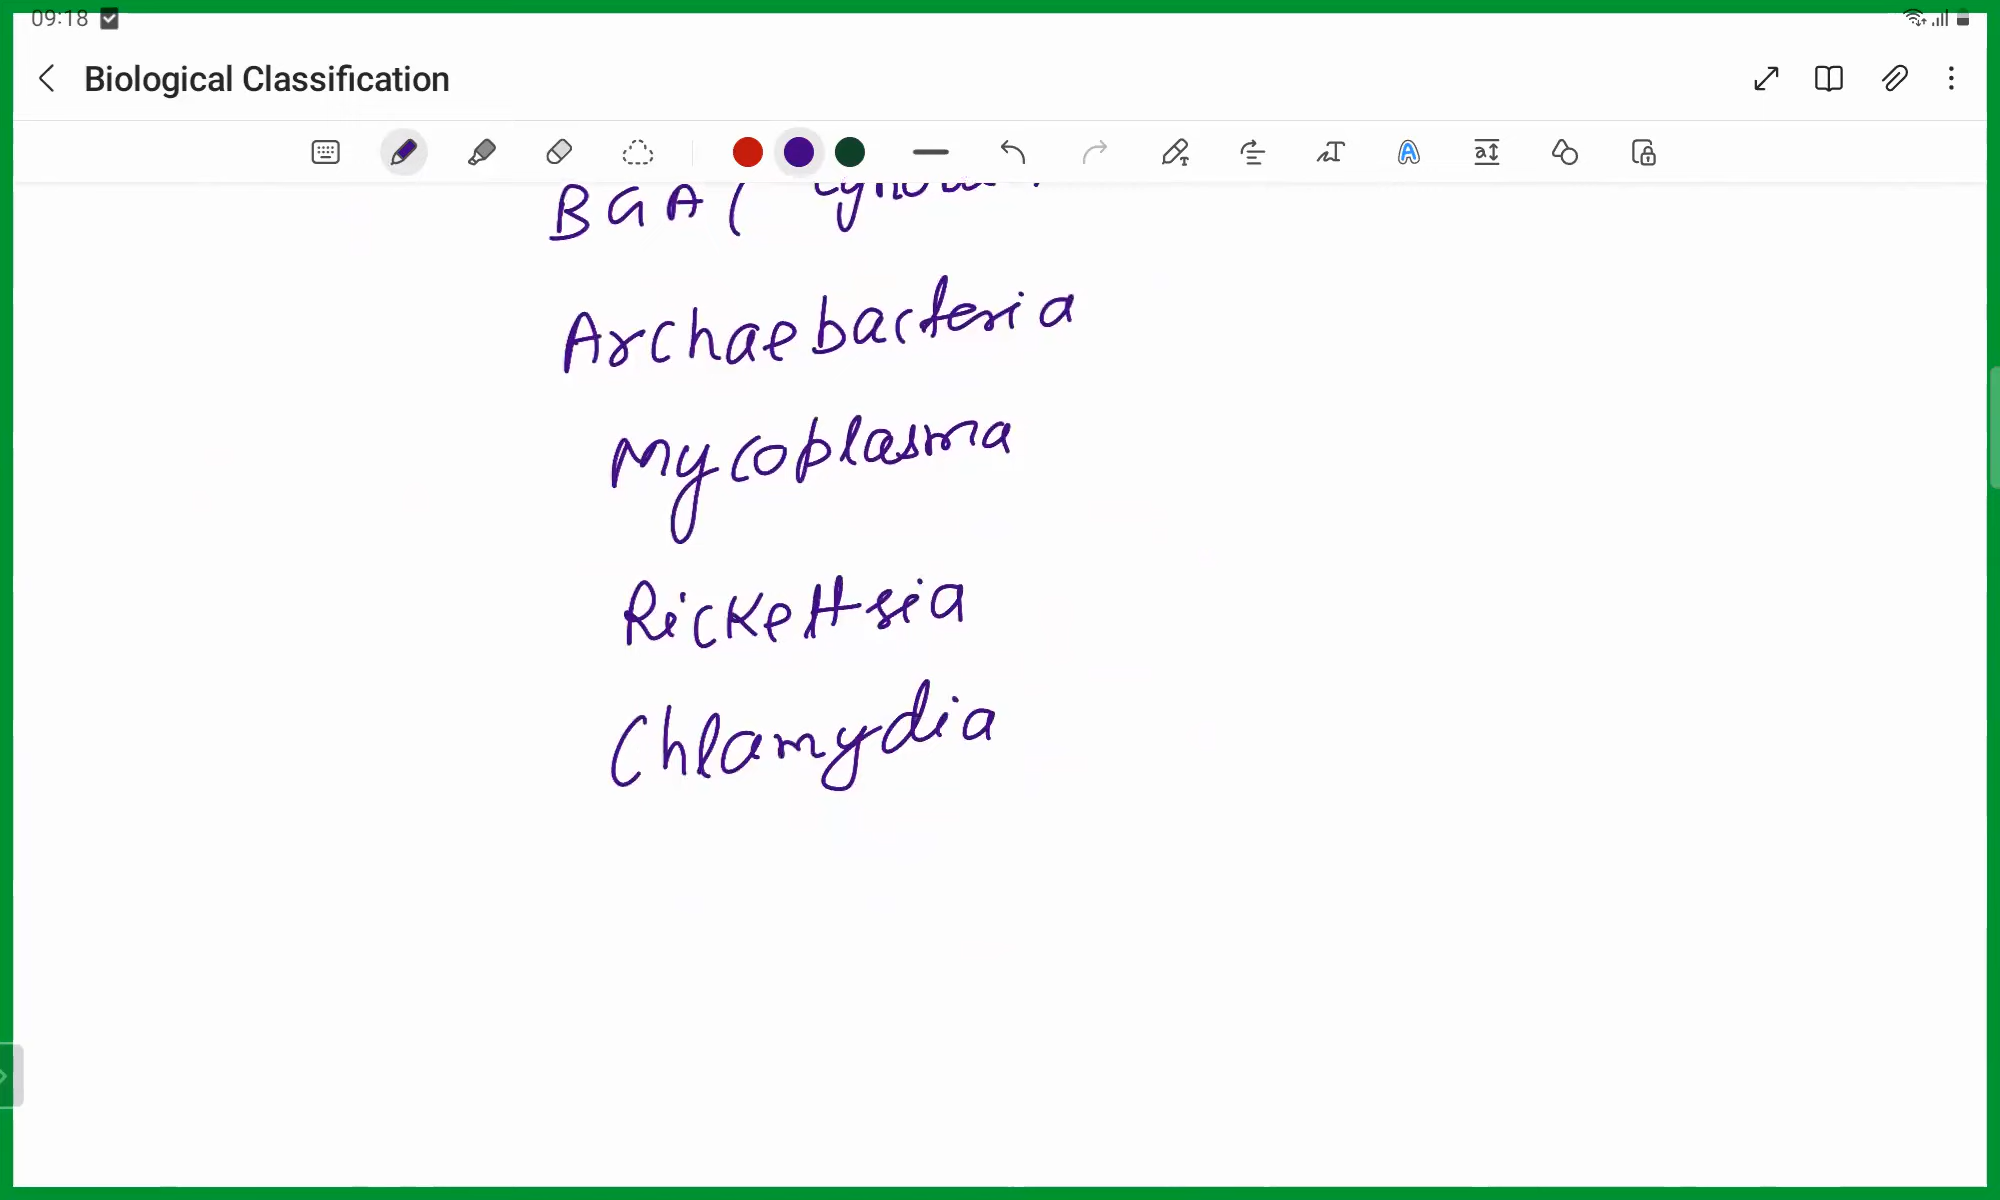 09:18
Biological Classification
BGA (
Archaebacteria
Mycoplasma
Rickettsia
Chlamydia